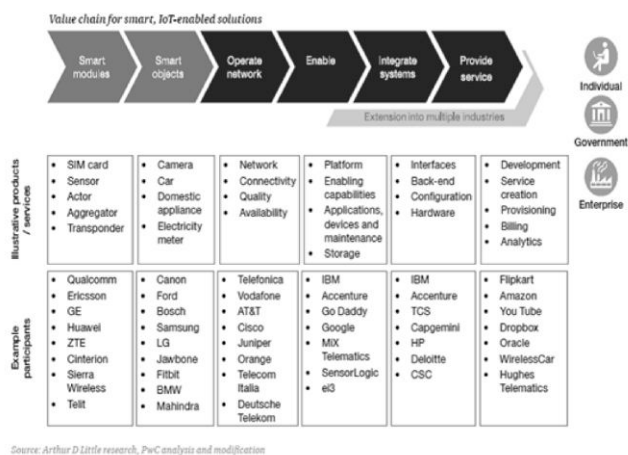 Value chain for smart, IoT-enabled solutions
Smart
modules
Smart
objects
Operate
network
Enable
Integrate
systems
Provide
service
Extension into multiple industries
Individual
Government
Enterprise
Illustrative products
/ services
• SIM card
• Sensor
• Actor
• Aggregator
• Transponder
• Camera
• Car
• Domestic
appliance
• Electricity
meter
• Network
• Connectivity
• Quality
• Availability
• Platform
• Enabling
capabilities
• Applications,
devices and
maintenance
• Storage
• Interfaces
• Back-end
• Configuration
• Hardware
• Development
• Service
creation
• Provisioning
• Billing
• Analytics
Example
participants
• Qualcomm
• Ericsson
• GE
• Huawei
• ZTE
• Cinterion
• Sierra
Wireless
• Telit
• Canon
• Ford
• Bosch
• Samsung
• LG
• Jawbone
• Fitbit
• BMW
• Mahindra
• Telefonica
• Vodafone
• AT&T
• Cisco
• Juniper
• Orange
• Telecom
Italia
• Deutsche
Telekom
• IBM
• Accenture
• Go Daddy
• Google
• MiX
Telematics
• SensorLogic
• ei3
• IBM
• Accenture
• TCS
• Capgemini
• HP
• Deloitte
• CSC
• Flipkart
• Amazon
• You Tube
• Dropbox
• Oracle
• WirelessCar
• Hughes
Telematics
Source: Arthur D Little research, PwC analysis and modification